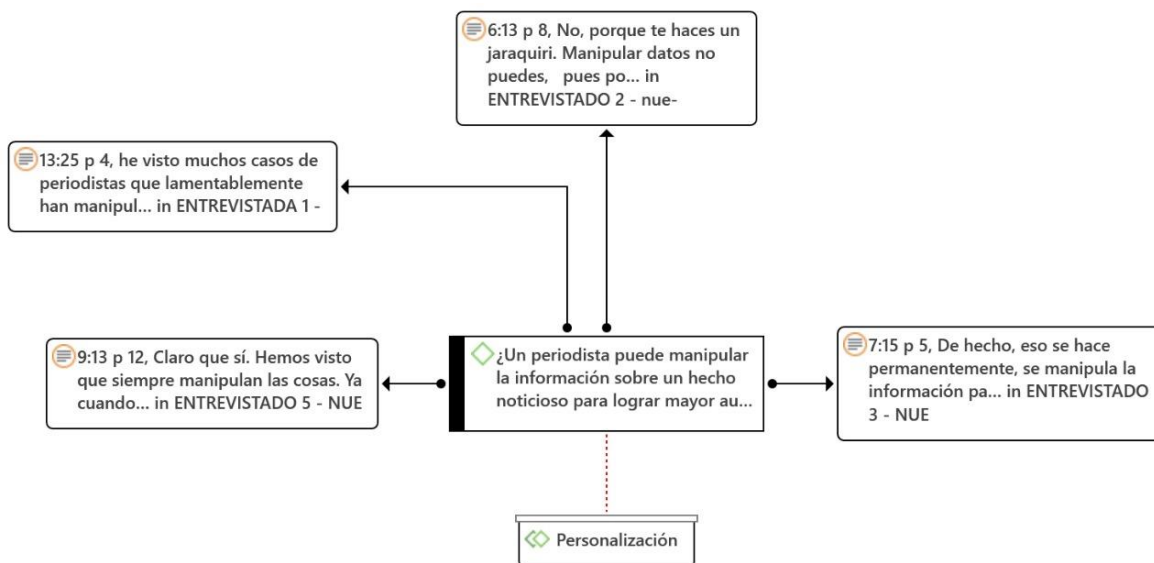 6:13 p 8, No, porque te haces un
jaraquiri. Manipular datos no
puedes, pues po... in
ENTREVISTADO 2 - nue-
13:25 p 4, he visto muchos casos de
periodistas que lamentablemente
han manipul... in ENTREVISTADA 1 -
9:13 p 12, Claro que sí. Hemos visto
que siempre manipulan las cosas. Ya
cuando... in ENTREVISTADO 5 - NUE
¿Un periodista puede manipular
la información sobre un hecho
noticioso para lograr mayor au...
7:15 p 5, De hecho, eso se hace
permanentemente, se manipula la
información pa... in ENTREVISTADO
3 - NUE
Personalización